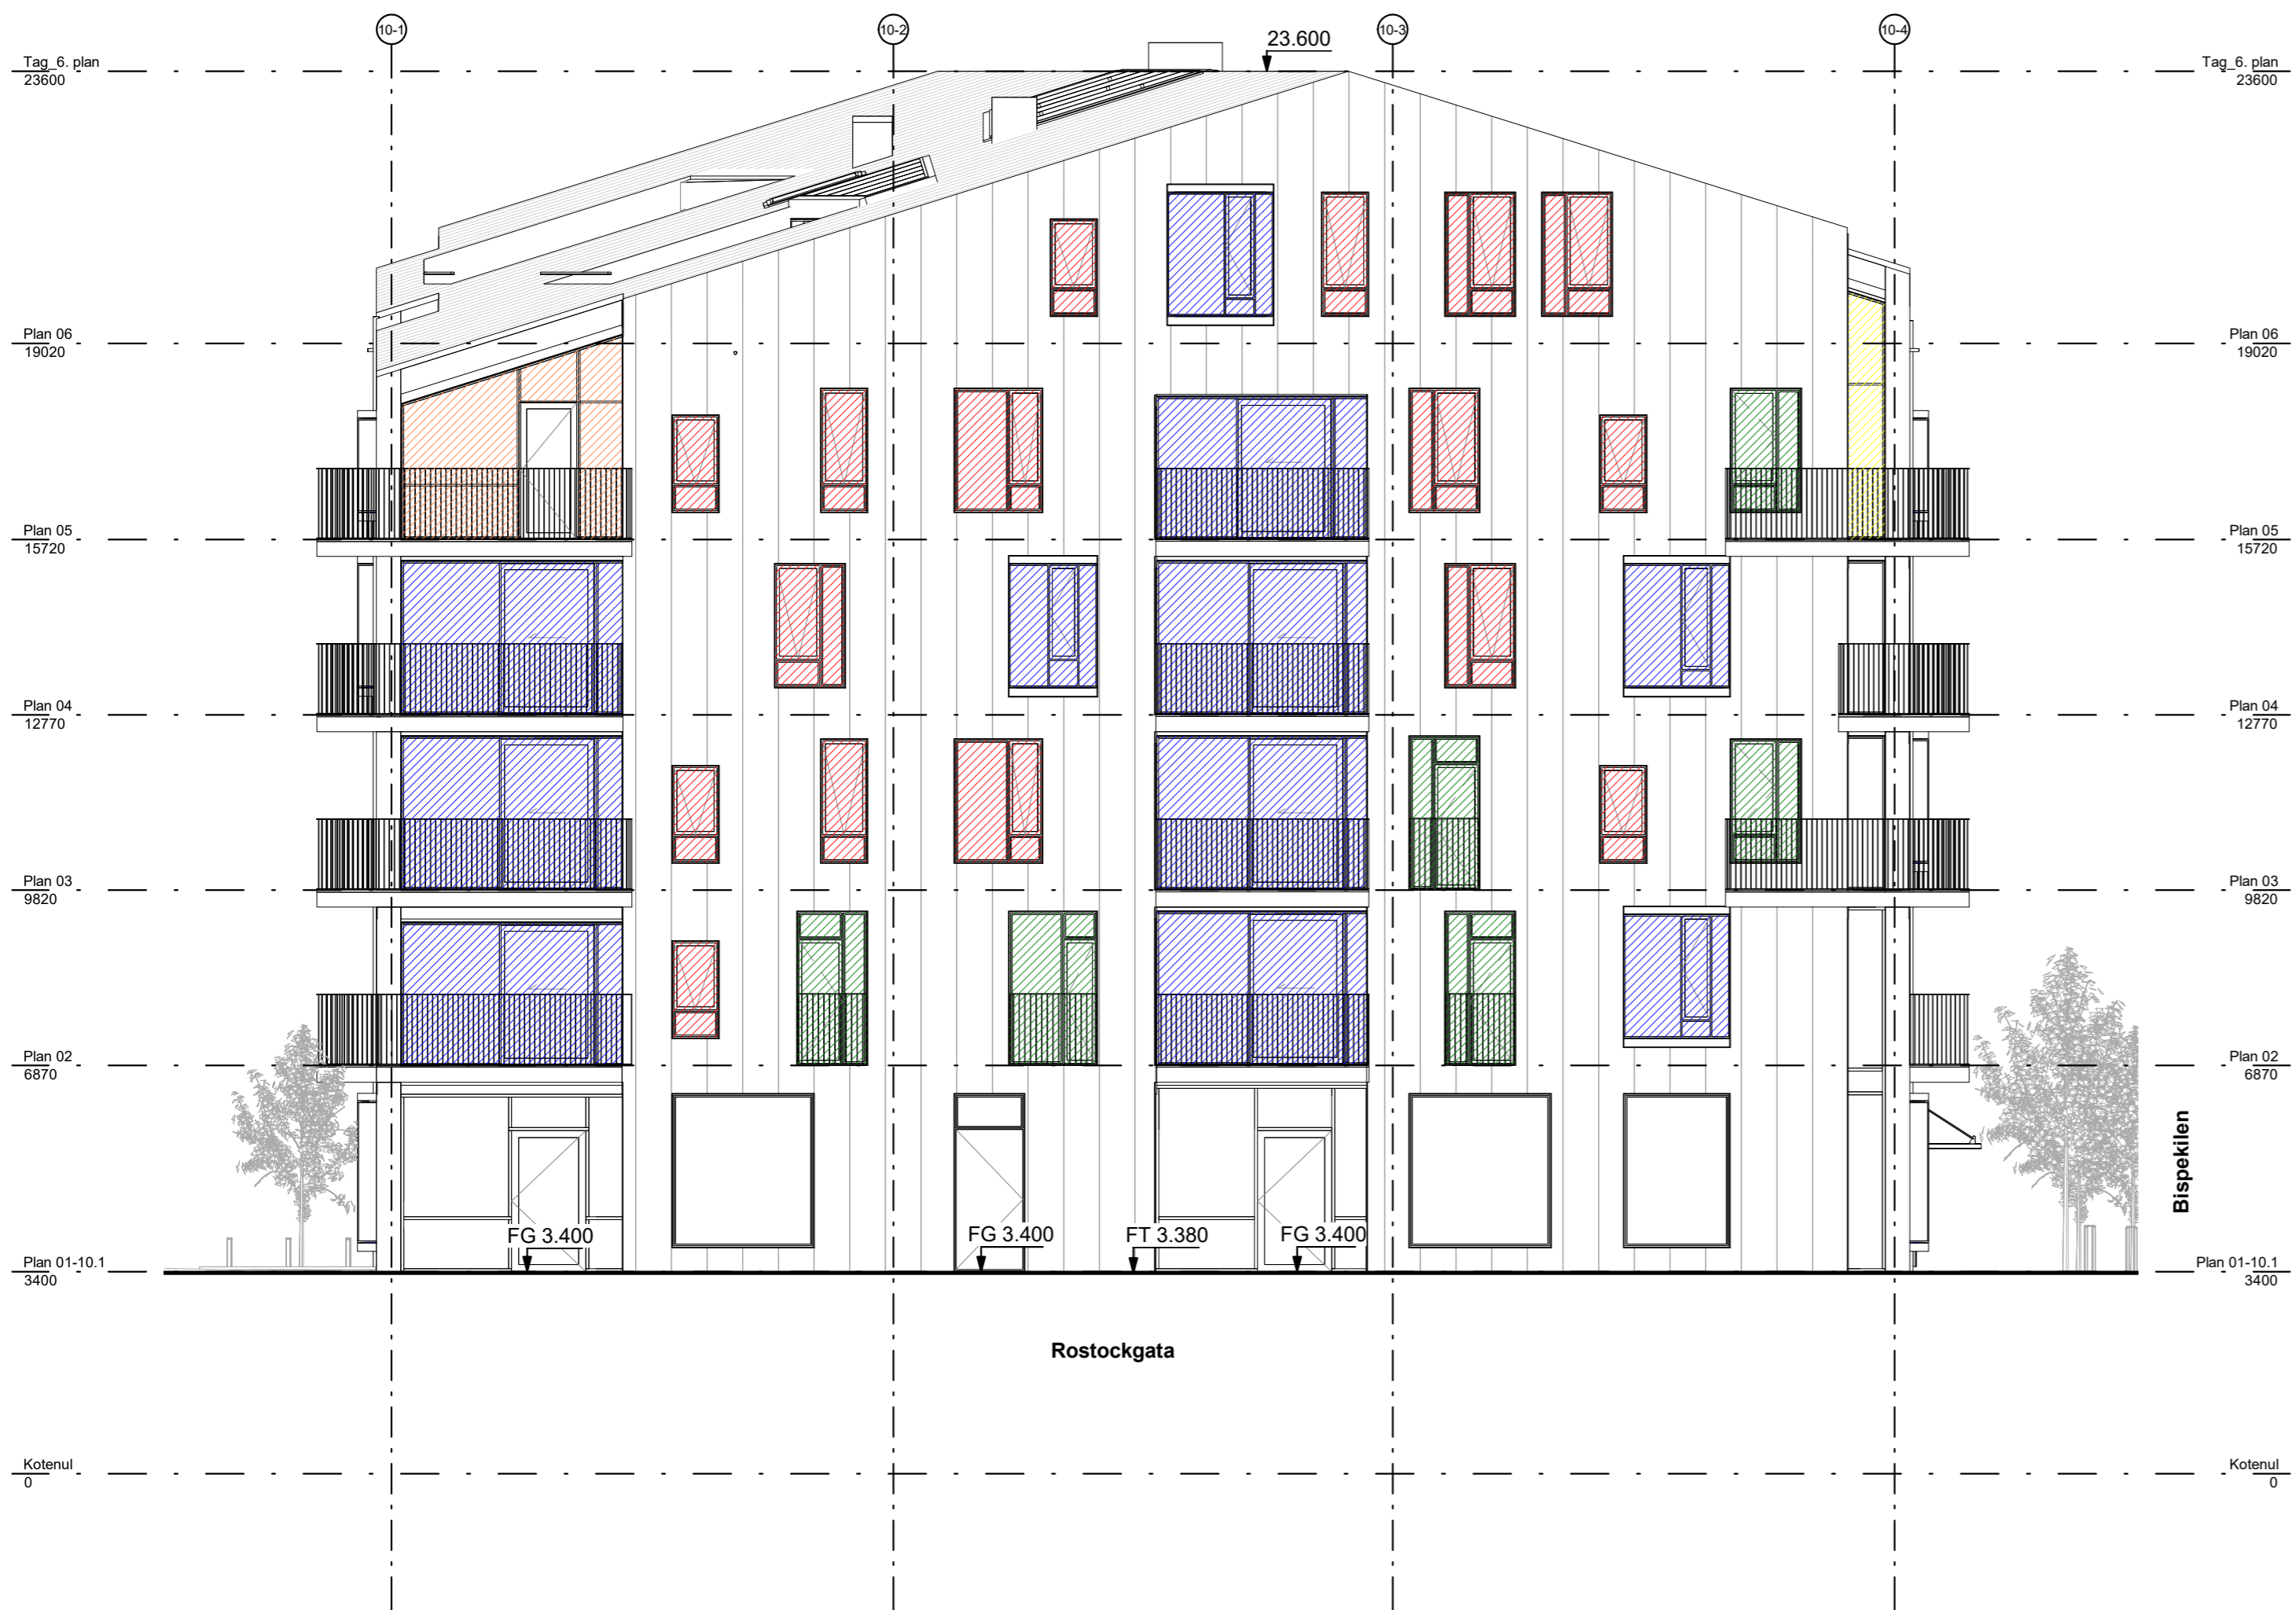 10-1
10-2
10-3
10-4
23.600
Tag_6. plan
23600
Tag_6. plan
23600
Plan 06
19020
Plan 06
19020
Plan 05
15720
Plan 05
15720
Plan 04
12770
Plan 04
12770
Plan 03
9820
Plan 03
9820
Plan 02
6870
Plan 02
6870
Bispekilen
FG 3.400
FG 3.400
FT 3.380
FG 3.400
Plan 01-10.1
3400
Plan 01-10.1
3400
Rostockgata
Kotenul
0
Kotenul
0